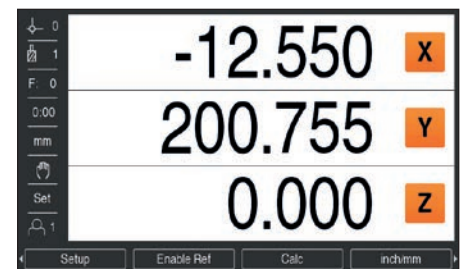 0
-12.550 X
1
F: 0
0:00
200.755 Y
mm
Set
0.000 Z
1
Setup Enable Ref Calc inch/mm